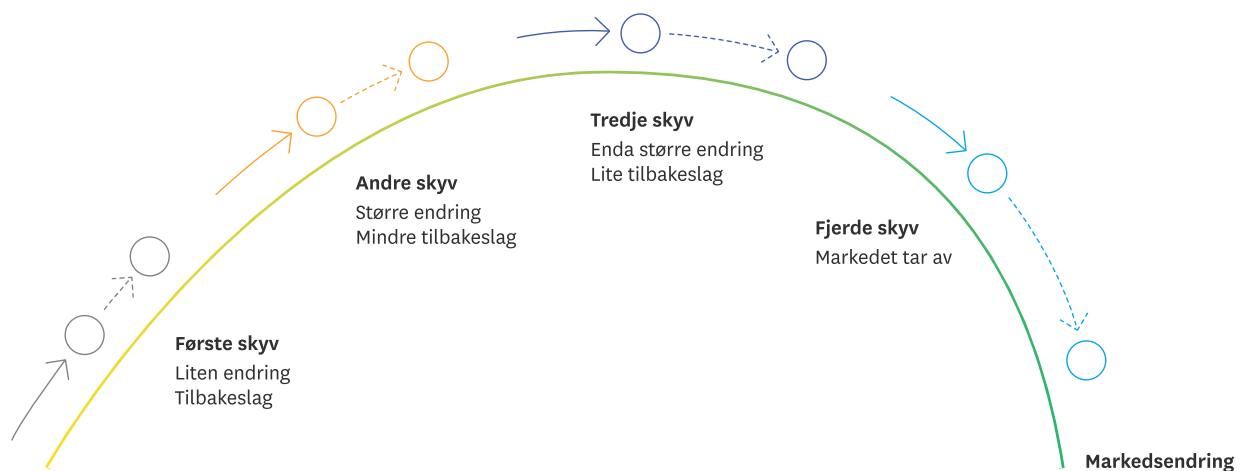 Første skyv
Liten endring
Tilbakeslag
Andre skyv
Større endring
Mindre tilbakeslag
Tredje skyv
Enda større endring
Lite tilbakeslag
Fjerde skyv
Markedet tar av
Markedsendring